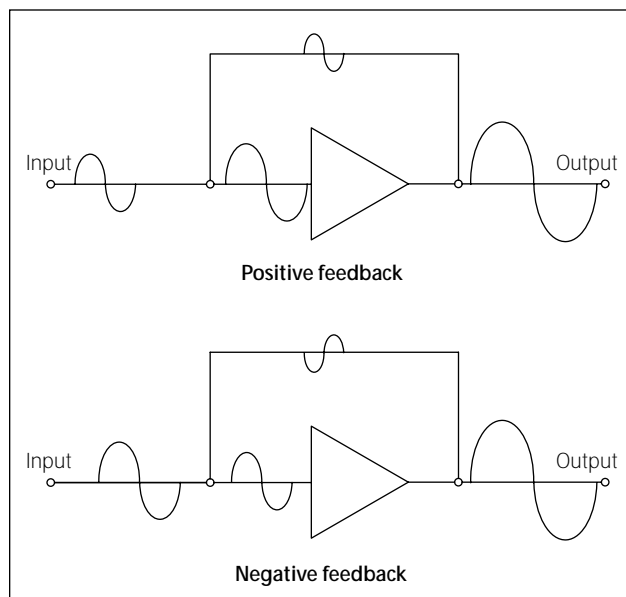 Input
Output
Positive feedback
Input
Output
Negative feedback